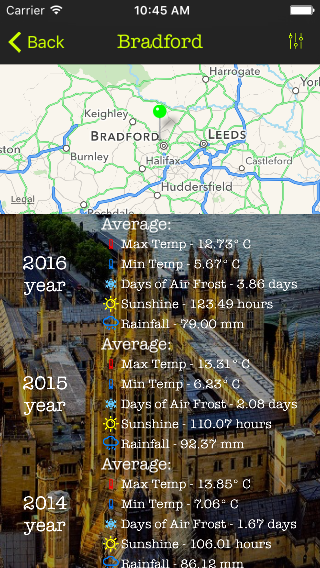 Carrier 10:45 AM
Back Bradford
Harrogate
Yor
Keighley
BRADFORD LEEDS
ston Burnley
Halifax Castleford
Huddersfield
Legal
Rochdale
Average:
Max Temp - 12.73° C
2016 year
Min Temp - 5.67° C
Days of Air Frost - 3.86 days
Sunshine - 123.49 hours
Rainfall - 79.00 mm
Average:
Max Temp - 13.31° C
2015 year
Min Temp - 6.23° C
Days of Air Frost - 2.08 days
Sunshine - 110.07 hours
Rainfall - 92.37 mm
Average:
Max Temp - 13.85° C
2014 year
Min Temp - 7.06° C
Days of Air Frost - 1.67 days
Sunshine - 106.01 hours
Rainfall - 86.12 mm